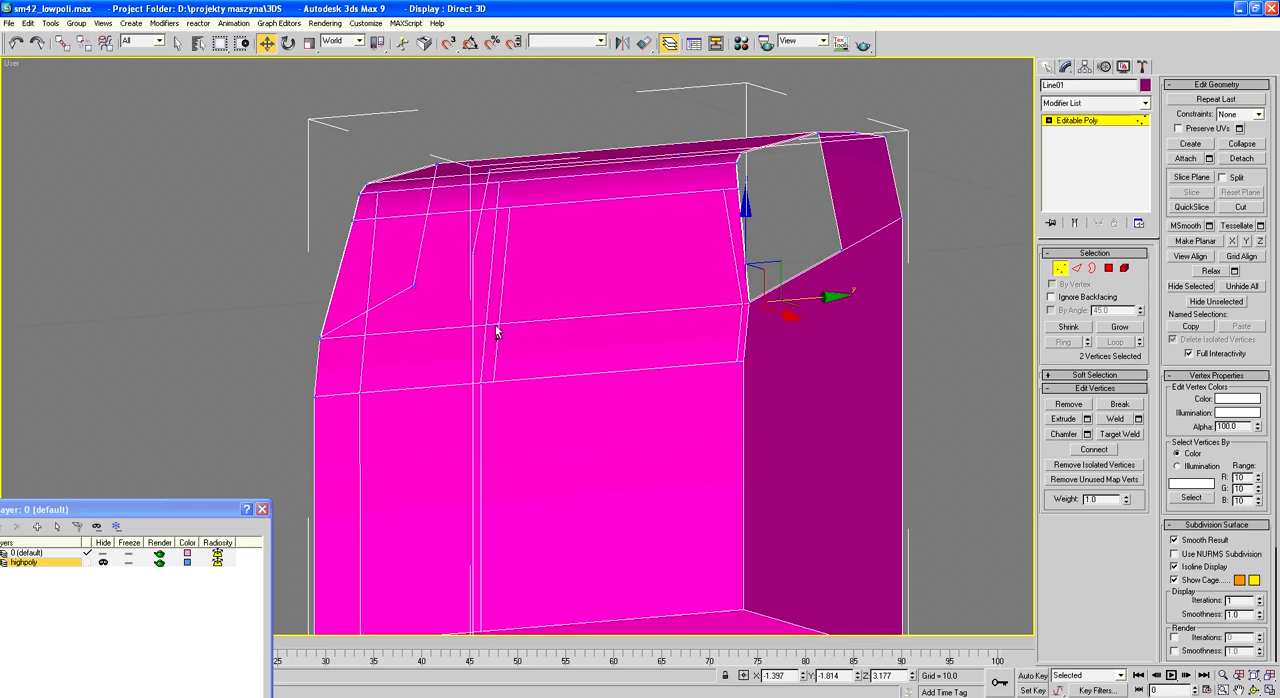 sm42_lowpoli.max - Project Folder: D:\projekty maszyna\3DS - Autodesk 3ds Max 9 - Display : Direct 3D
File Edit Tools Group Views Create Modifiers reactor Animation Graph Editors Rendering Customize MAXScript Help
All World View
User
Line01
Modifier List
Editable Poly
Selection
By Vertex
Ignore Backfacing
By Angle: 45.0
Shrink Grow
Ring Loop
2 Vertices Selected
Soft Selection
Edit Vertices
Remove Break
Extrude Weld
Chamfer Target Weld
Connect
Remove Isolated Vertices
Remove Unused Map Verts
Weight: 1.0
Edit Geometry
Repeat Last
Constraints: None
Preserve UVs
Create Collapse
Attach Detach
Slice Plane Split
Slice Reset Plane
QuickSlice Cut
MSmooth Tessellate
Make Planar X Y Z
View Align Grid Align
Relax
Hide Selected Unhide All
Hide Unselected
Named Selections:
Copy Paste
Delete Isolated Vertices
Full Interactivity
Vertex Properties
Edit Vertex Colors
Color:
Illumination:
Alpha: 100.0
Select Vertices By
Color
Illumination Range:
R: 10
G: 10
B: 10
Select
Subdivision Surface
Smooth Result
Use NURMS Subdivision
Isoline Display
Show Cage......
Display
Iterations: 1
Smoothness: 1.0
Render
Iterations: 0
Smoothness: 1.0
ayer: 0 (default)
yers Hide Freeze Render Color Radiosity
0 (default)
highpoly
25 30 35 40 45 50 55 60 65 70 75 80 85 90 95 100
X: -1.397 Y: -1.814 Z: 3.177 Grid = 10.0
Add Time Tag
Auto Key Selected
Set Key Key Filters...